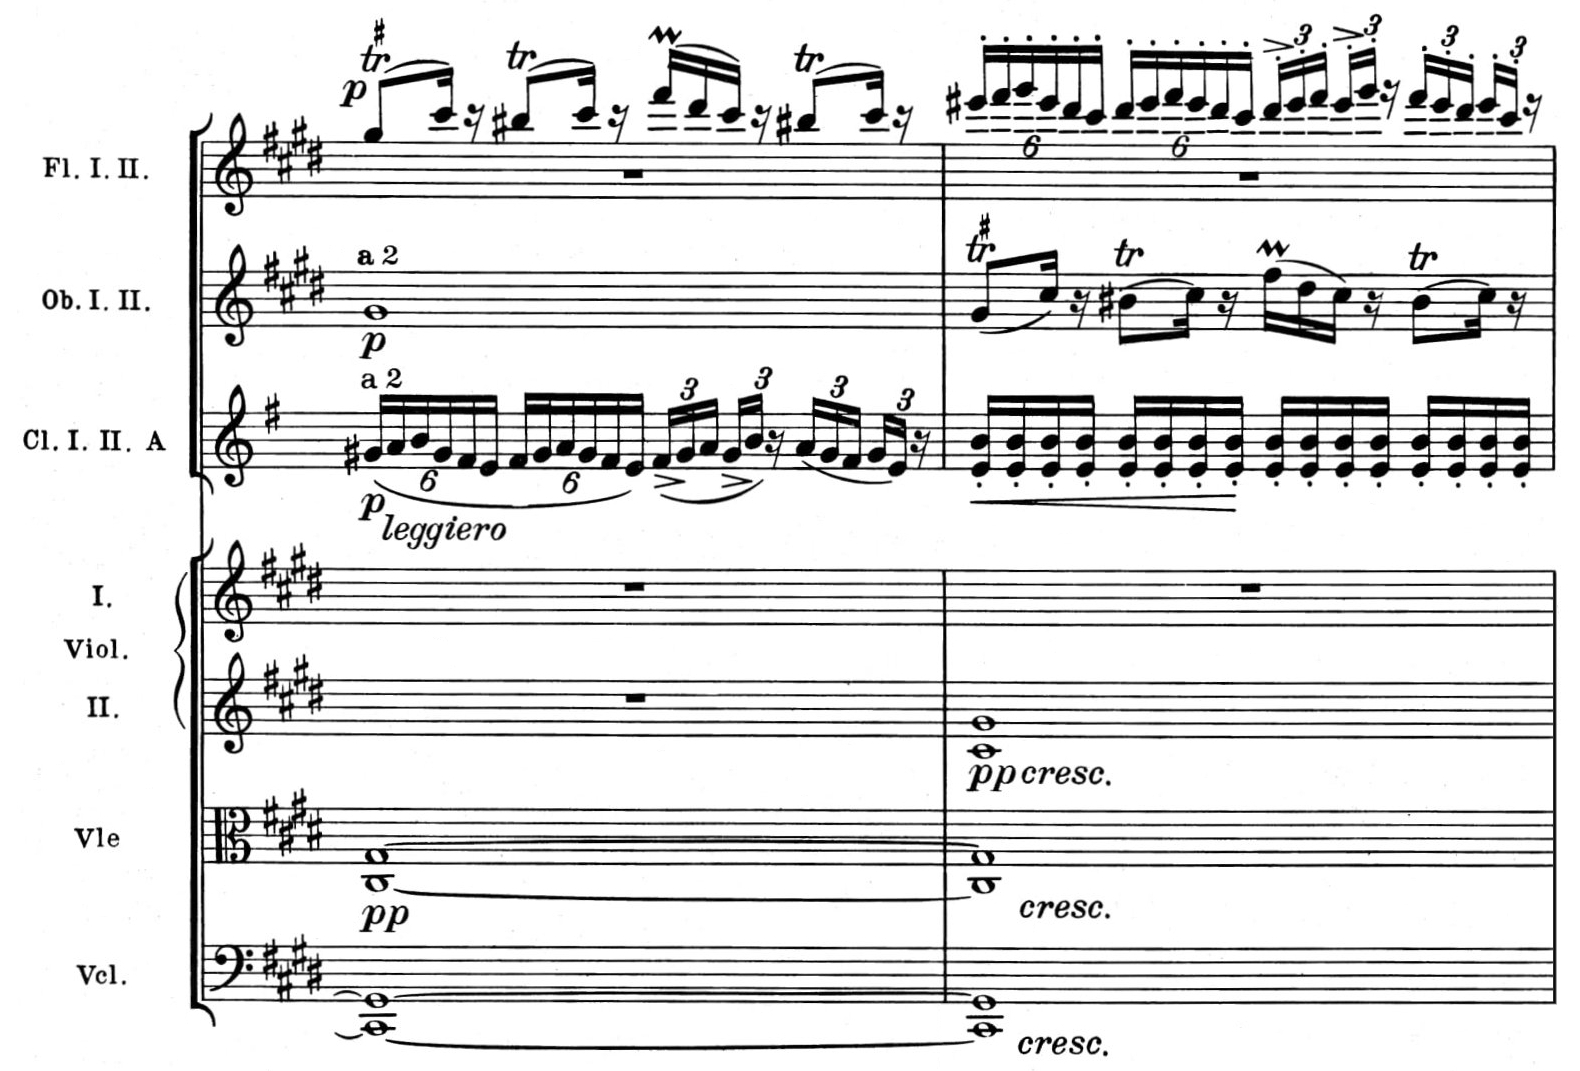 tr tr tr
p
6 6 3 3 3 3
Fl. I. II.
a 2 tr tr tr
Ob. I. II.
p
a 2 3 3 3 3
Cl. I. II. A
6 6
p leggiero
I.
Viol.
II.
pp cresc.
Vle
pp cresc.
Vcl.
cresc.